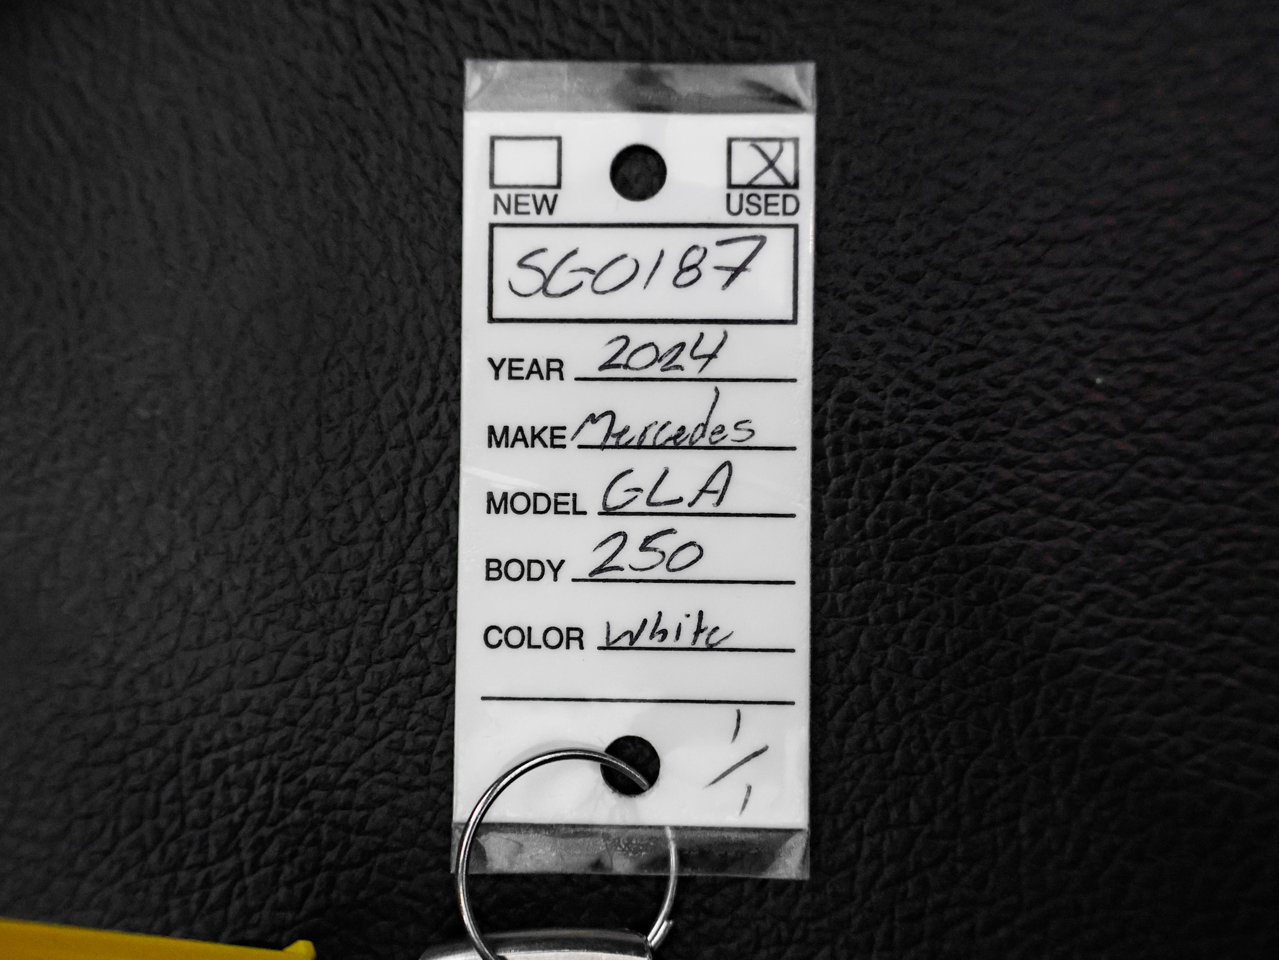 NEW X USED
SG0187
YEAR 2024
MAKE Mercedes
MODEL GLA
BODY 250
COLOR white
1/1